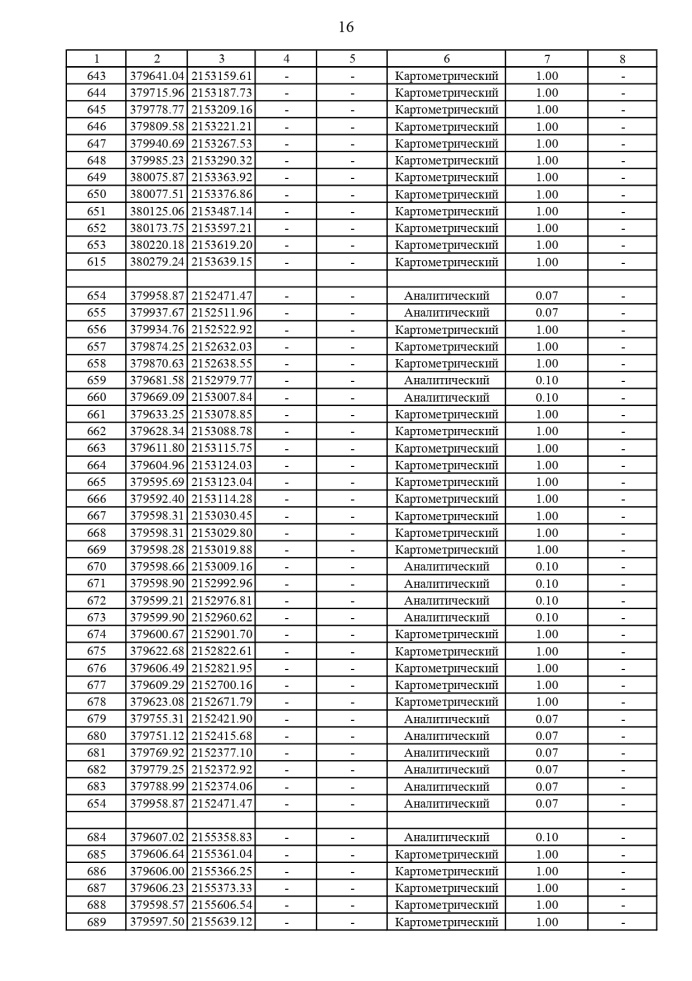 16
1 2 3 4 5 6 7 8
643 379641.04 2153159.61 - - Картометрический 1.00 -
644 379715.96 2153187.73 - - Картометрический 1.00 -
645 379778.77 2153209.16 - - Картометрический 1.00 -
646 379809.58 2153221.21 - - Картометрический 1.00 -
647 379940.69 2153267.53 - - Картометрический 1.00 -
648 379985.23 2153290.32 - - Картометрический 1.00 -
649 380075.87 2153363.92 - - Картометрический 1.00 -
650 380077.51 2153376.86 - - Картометрический 1.00 -
651 380125.06 2153487.14 - - Картометрический 1.00 -
652 380173.75 2153597.21 - - Картометрический 1.00 -
653 380220.18 2153619.20 - - Картометрический 1.00 -
615 380279.24 2153639.15 - - Картометрический 1.00 -
654 379958.87 2152471.47 - - Аналитический 0.07 -
655 379937.67 2152511.96 - - Аналитический 0.07 -
656 379934.76 2152522.92 - - Картометрический 1.00 -
657 379874.25 2152632.03 - - Картометрический 1.00 -
658 379870.63 2152638.55 - - Картометрический 1.00 -
659 379681.58 2152979.77 - - Аналитический 0.10 -
660 379669.09 2153007.84 - - Аналитический 0.10 -
661 379633.25 2153078.85 - - Картометрический 1.00 -
662 379628.34 2153088.78 - - Картометрический 1.00 -
663 379611.80 2153115.75 - - Картометрический 1.00 -
664 379604.96 2153124.03 - - Картометрический 1.00 -
665 379595.69 2153123.04 - - Картометрический 1.00 -
666 379592.40 2153114.28 - - Картометрический 1.00 -
667 379598.31 2153030.45 - - Картометрический 1.00 -
668 379598.31 2153029.80 - - Картометрический 1.00 -
669 379598.28 2153019.88 - - Картометрический 1.00 -
670 379598.66 2153009.16 - - Аналитический 0.10 -
671 379598.90 2152992.96 - - Аналитический 0.10 -
672 379599.21 2152976.81 - - Аналитический 0.10 -
673 379599.90 2152960.62 - - Аналитический 0.10 -
674 379600.67 2152901.70 - - Картометрический 1.00 -
675 379622.68 2152822.61 - - Картометрический 1.00 -
676 379606.49 2152821.95 - - Картометрический 1.00 -
677 379609.29 2152700.16 - - Картометрический 1.00 -
678 379623.08 2152671.79 - - Картометрический 1.00 -
679 379755.31 2152421.90 - - Аналитический 0.07 -
680 379751.12 2152415.68 - - Аналитический 0.07 -
681 379769.92 2152377.10 - - Аналитический 0.07 -
682 379779.25 2152372.92 - - Аналитический 0.07 -
683 379788.99 2152374.06 - - Аналитический 0.07 -
654 379958.87 2152471.47 - - Аналитический 0.07 -
684 379607.02 2155358.83 - - Аналитический 0.10 -
685 379606.64 2155361.04 - - Картометрический 1.00 -
686 379606.00 2155366.25 - - Картометрический 1.00 -
687 379606.23 2155373.33 - - Картометрический 1.00 -
688 379598.57 2155606.54 - - Картометрический 1.00 -
689 379597.50 2155639.12 - - Картометрический 1.00 -